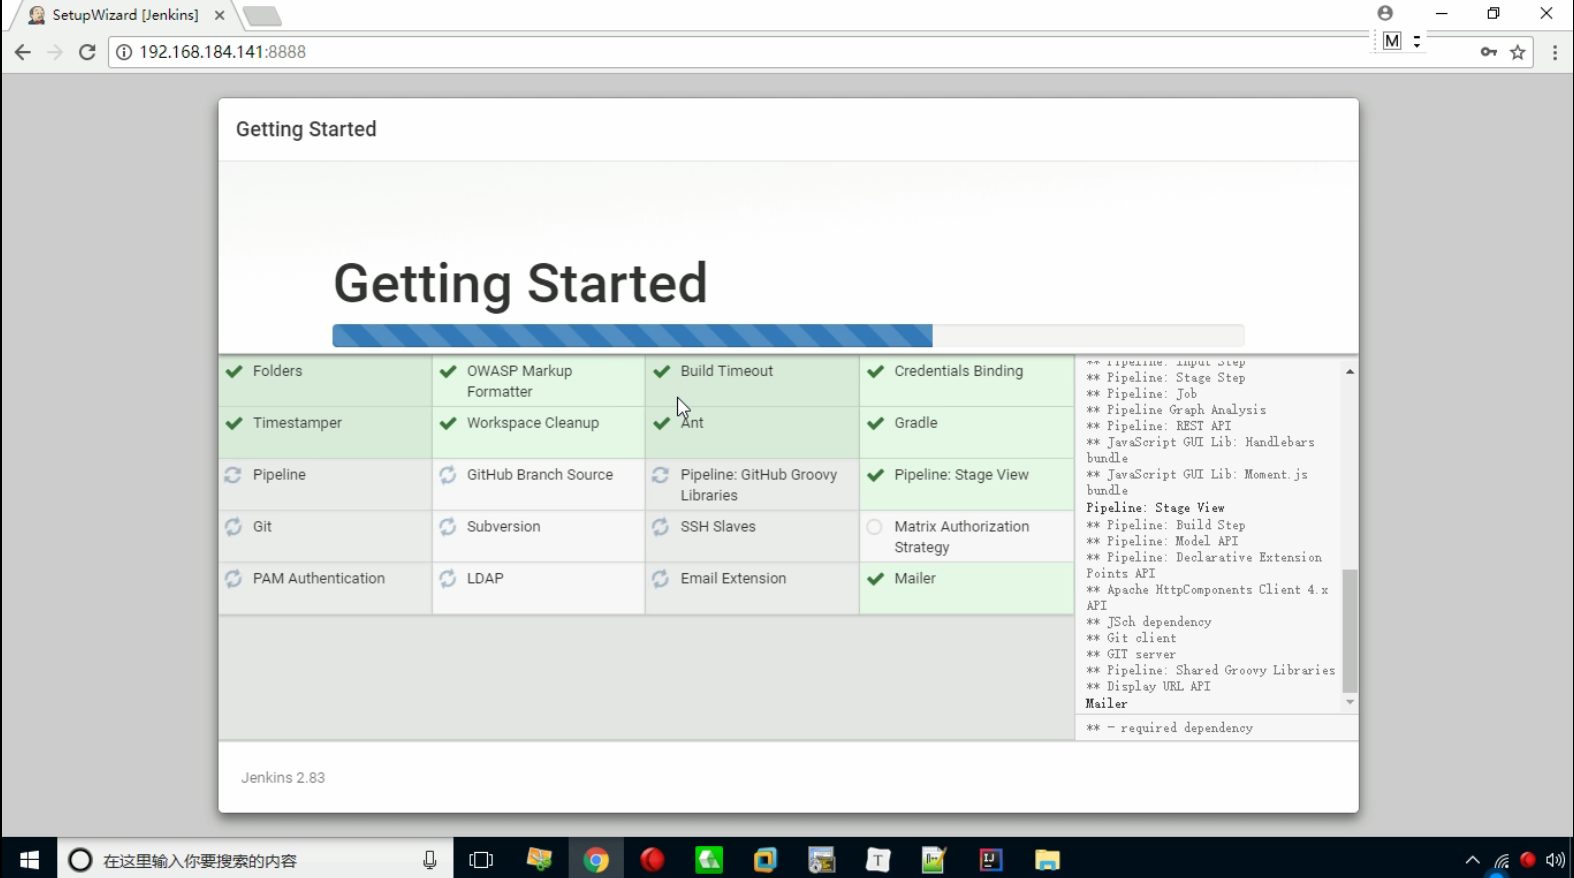 SetupWizard [Jenkins]
192.168.184.141:8888
M
Getting Started
Getting Started
Folders
OWASP Markup
Formatter
Build Timeout
Credentials Binding
Timestamper
Workspace Cleanup
Ant
Gradle
Pipeline
GitHub Branch Source
Pipeline: GitHub Groovy
Libraries
Pipeline: Stage View
Git
Subversion
SSH Slaves
Matrix Authorization
Strategy
PAM Authentication
LDAP
Email Extension
Mailer
** Pipeline: Input Step
** Pipeline: Stage Step
** Pipeline: Job
** Pipeline Graph Analysis
** Pipeline: REST API
** JavaScript GUI Lib: Handlebars
bundle
** JavaScript GUI Lib: Moment.js
bundle
Pipeline: Stage View
** Pipeline: Build Step
** Pipeline: Model API
** Pipeline: Declarative Extension
Points API
** Apache HttpComponents Client 4.x
API
** JSch dependency
** Git client
** GIT server
** Pipeline: Shared Groovy Libraries
** Display URL API
Mailer
** - required dependency
Jenkins 2.83
在这里输入你要搜索的内容